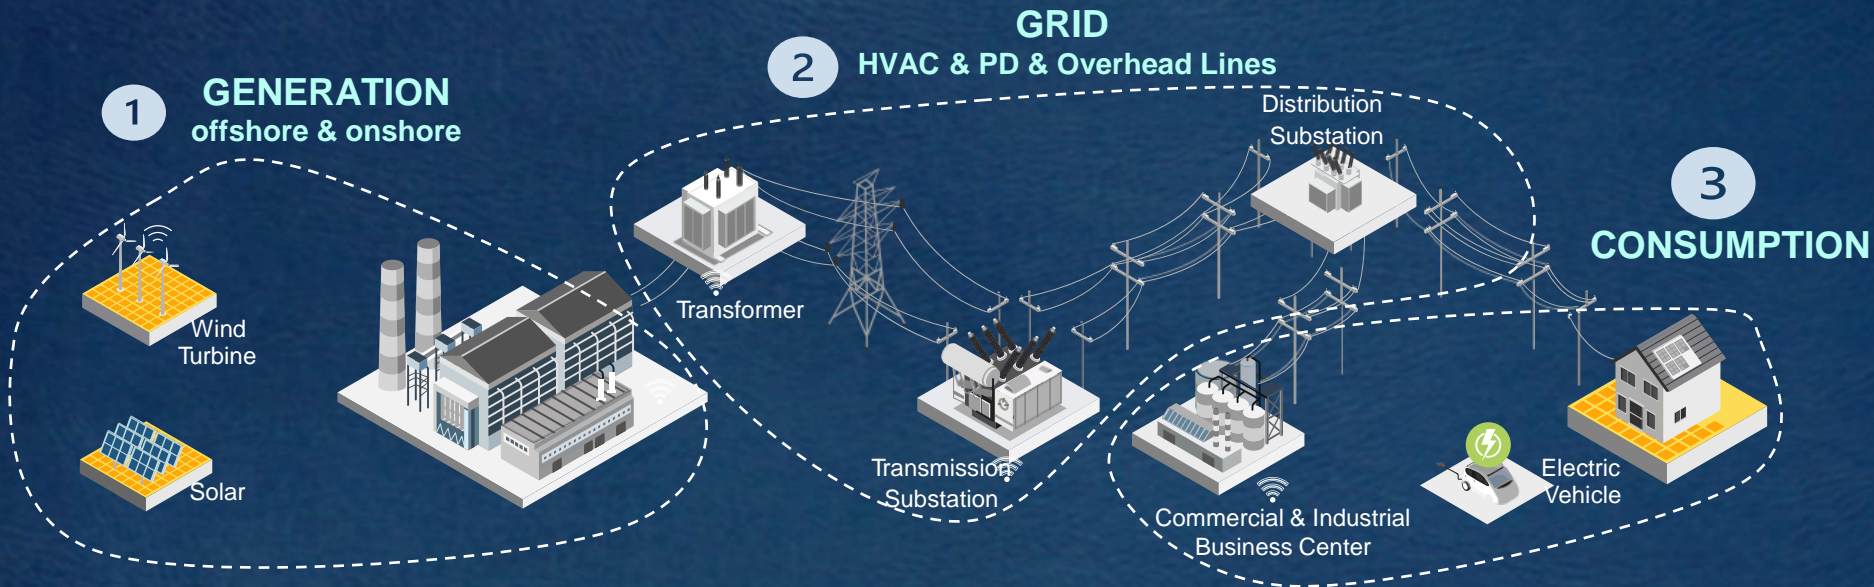 1
GENERATION
offshore & onshore
Wind
Turbine
Solar
2
GRID
HVAC & PD & Overhead Lines
Transformer
Transmission
Substation
Distribution
Substation
3
CONSUMPTION
Commercial & Industrial
Business Center
Electric
Vehicle